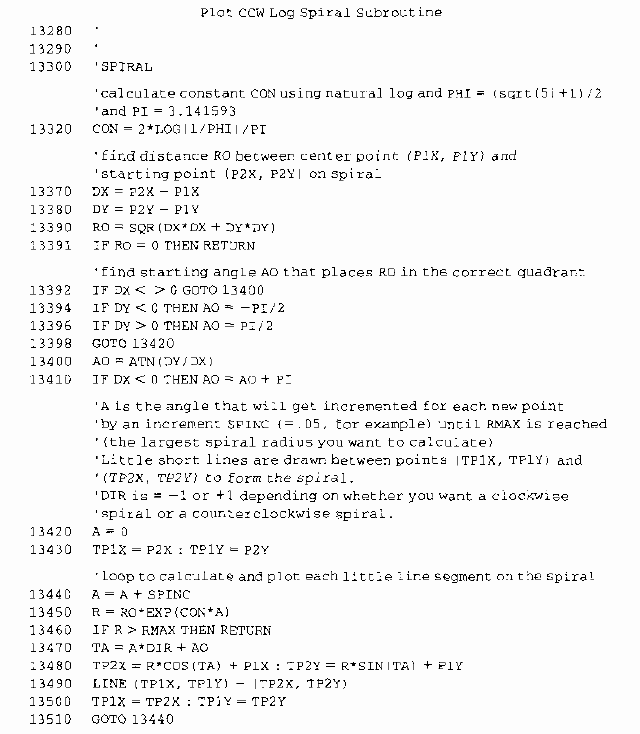 Plot CCW Log Spiral Subroutine
13280 '
13290 '
13300 'SPIRAL
'calculate constant CON using natural log and PHI = (sqrt(5)+1)/2
'and PI = 3.141593
13320 CON = 2*LOG|1/PHI|/PI
'find distance RO between center point (P1X, P1Y) and
'starting point (P2X, P2Y) on spiral
13370 DX = P2X - P1X
13380 DY = P2Y - P1Y
13390 RO = SQR(DX*DX + DY*DY)
13391 IF RO = 0 THEN RETURN
'find starting angle AO that places RO in the correct quadrant
13392 IF DX < > 0 GOTO 13400
13394 IF DY < 0 THEN AO = -PI/2
13396 IF DY > 0 THEN AO = PI/2
13398 GOTO 13420
13400 AO = ATN(DY/DX)
13410 IF DX < 0 THEN AO = AO + PI
'A is the angle that will get incremented for each new point
'by an increment SPINC (=.05, for example) until RMAX is reached
'(the largest spiral radius you want to calculate)
'Little short lines are drawn between points |TP1X, TP1Y) and
'(TP2X, TP2Y) to form the spiral.
'DIR is = -1 or +1 depending on whether you want a clockwise
'spiral or a counterclockwise spiral.
13420 A = 0
13430 TP1X = P2X : TP1Y = P2Y
'loop to calculate and plot each little line segment on the spiral
13440 A = A + SPINC
13450 R = RO*EXP(CON*A)
13460 IF R > RMAX THEN RETURN
13470 TA = A*DIR + AO
13480 TP2X = R*COS(TA) + P1X : TP2Y = R*SIN|TA) + P1Y
13490 LINE (TP1X, TP1Y) - |TP2X, TP2Y)
13500 TP1X = TP2X : TP1Y = TP2Y
13510 GOTO 13440